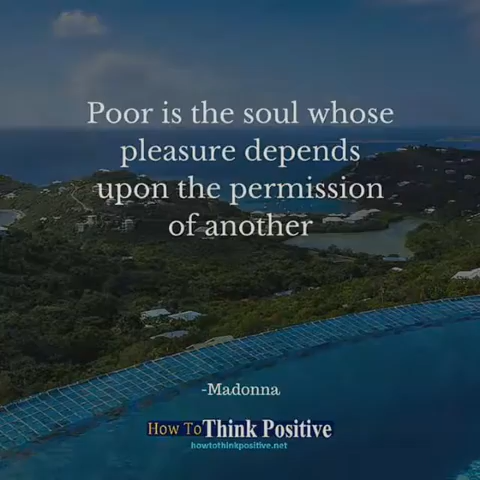 Poor is the soul whose
pleasure depends
upon the permission
of another
-Madonna
How To Think Positive
howtothinkpositive.net